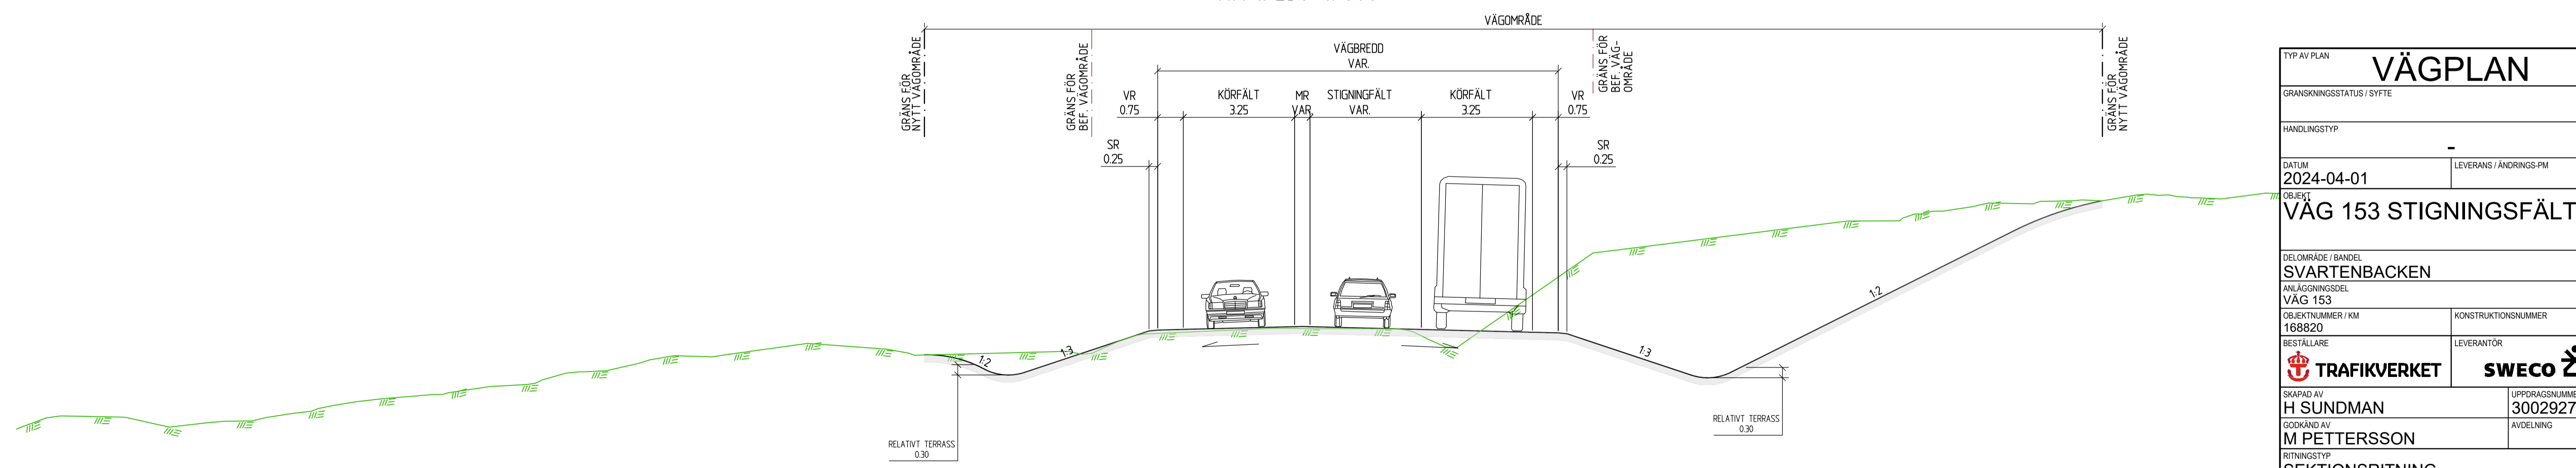 VÄGOMRÅDE
GRÄNS FÖR
NYTT VÄGOMRÅDE
GRÄNS FÖR
BEF. VÄGOMRÅDE
VÄGBREDD
VAR.
GRÄNS FÖR
BEF. VÄG-
OMRÅDE
GRÄNS FÖR
NYTT VÄGOMRÅDE
VR
0.75
KÖRFÄLT
3.25
MR
VAR.
STIGNINGFÄLT
VAR.
KÖRFÄLT
3.25
VR
0.75
SR
0.25
SR
0.25
1:2
1:3
1:3
1:2
RELATIVT TERRASS
0.30
RELATIVT TERRASS
0.30
TYP AV PLAN
VÄGPLAN
GRANSKNINGSSTATUS / SYFTE
HANDLINGSTYP
-
DATUM
2024-04-01
LEVERANS / ÄNDRINGS-PM
OBJEKT
VÄG 153 STIGNINGSFÄLT
DELOMRÅDE / BANDEL
SVARTENBACKEN
ANLÄGGNINGSDEL
VÄG 153
OBJEKTNUMMER / KM
168820
KONSTRUKTIONSNUMMER
BESTÄLLARE
TRAFIKVERKET
LEVERANTÖR
SWECO
SKAPAD AV
H SUNDMAN
UPPDRAGSNUMME
3002927
GODKÄND AV
M PETTERSSON
AVDELNING
RITNINGSTYP
SEKTIONSRITNING